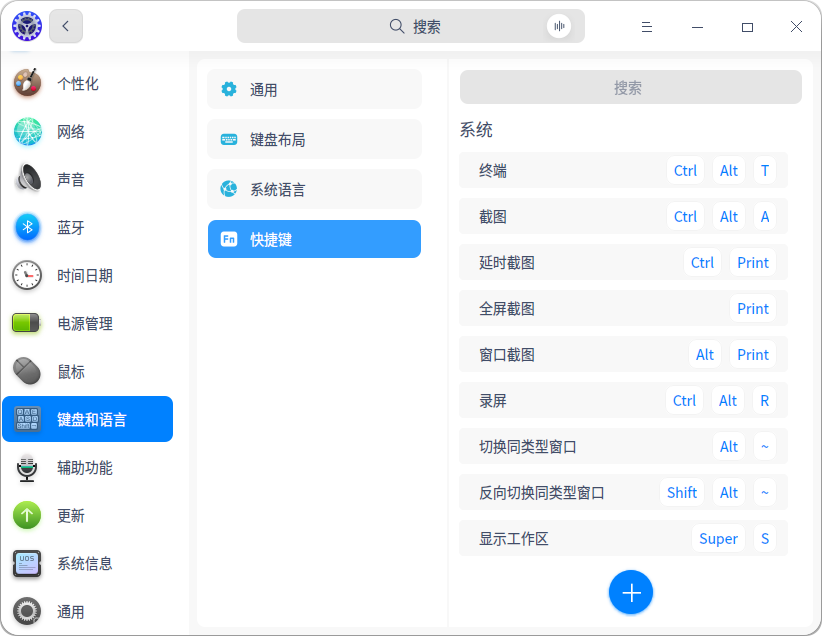 搜索
个性化
网络
声音
蓝牙
时间日期
电源管理
鼠标
键盘和语言
辅助功能
更新
UOS
系统信息
通用
通用
键盘布局
系统语言
Fn 快捷键
搜索
系统
终端 Ctrl Alt T
截图 Ctrl Alt A
延时截图 Ctrl Print
全屏截图 Print
窗口截图 Alt Print
录屏 Ctrl Alt R
切换同类型窗口 Alt ~
反向切换同类型窗口 Shift Alt ~
显示工作区 Super S